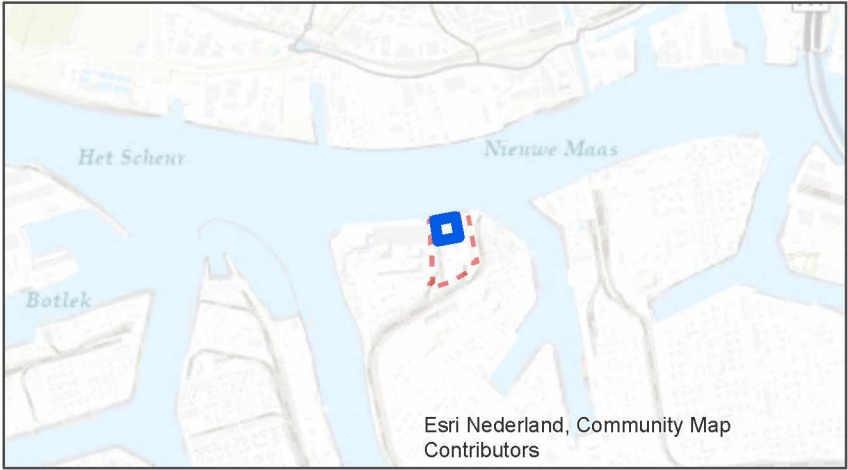 Het Scheur
Nieuwe Maas
Botlek
Esri Nederland, Community Map
Contributors